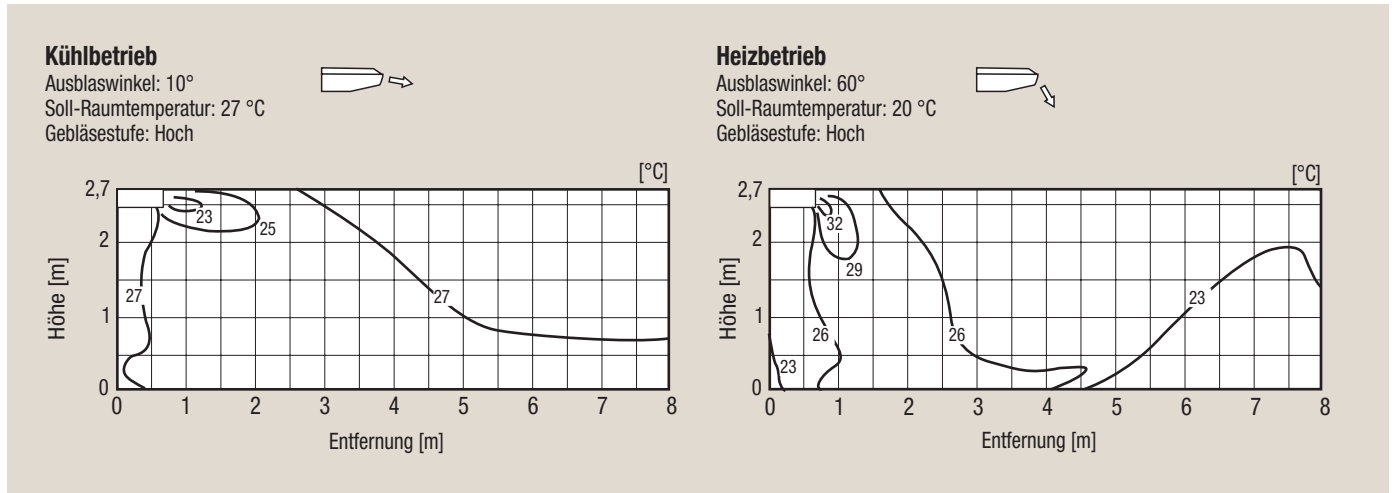 Kühlbetrieb
Ausblaswinkel: 10°
Soll-Raumtemperatur: 27 °C
Gebläsestufe: Hoch
[°C]
2,7
2
1
0
Höhe [m]
23
25
27
27
0 1 2 3 4 5 6 7 8
Entfernung [m]
Heizbetrieb
Ausblaswinkel: 60°
Soll-Raumtemperatur: 20 °C
Gebläsestufe: Hoch
[°C]
2,7
2
1
0
Höhe [m]
32
29
23
26
26
23
0 1 2 3 4 5 6 7 8
Entfernung [m]